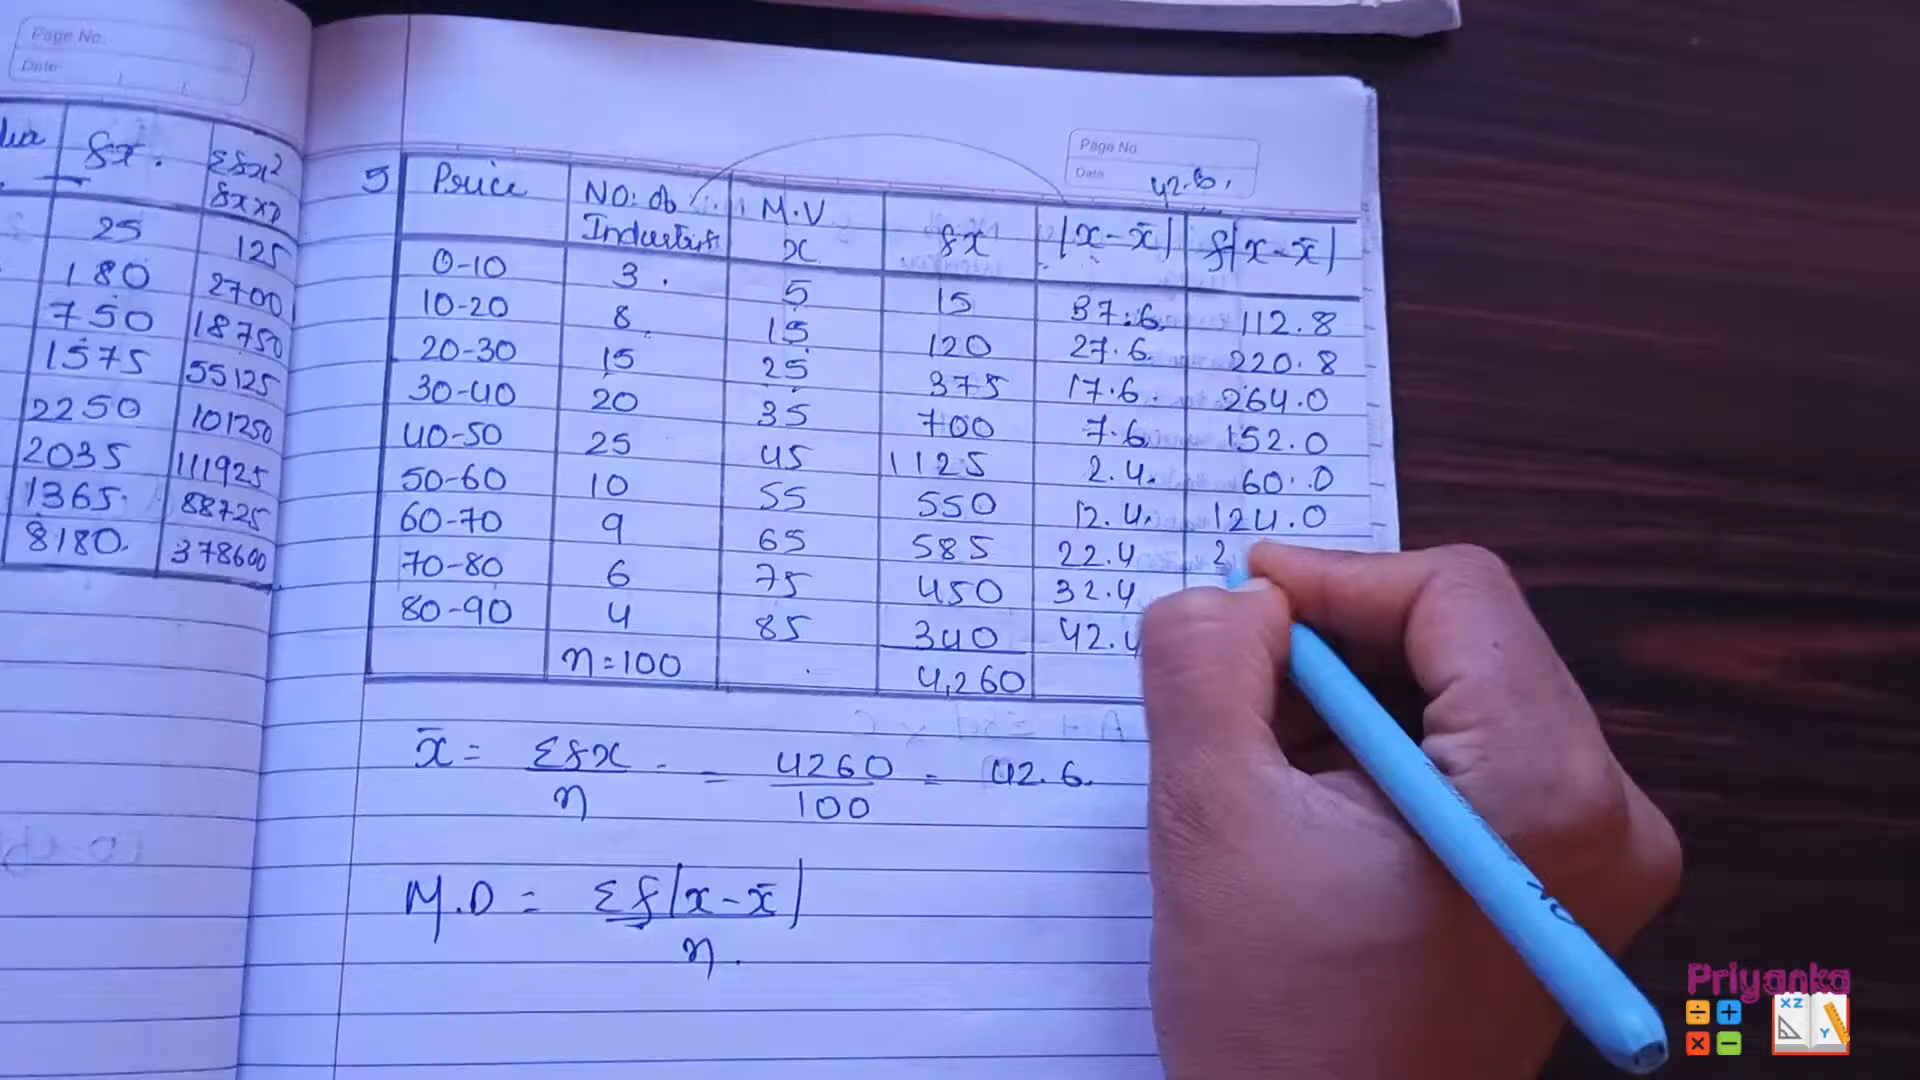 Page No.
Date
fx. Σfx²
fxxx
25 125
180 2700
750 18750
1575 55125
2250 101250
2035 111925
1365. 88725
8180. 378600
Page No
Date 42.6.
5 Price NO: of M.V fx |x-x̄| f|x-x̄|
Industries x
0-10 3. 5 15 37.6. 112.8
10-20 8 15 120 27.6. 220.8
20-30 15 25 375 17.6. 264.0
30-40 20 35 700 7.6 152.0
40-50 25 45 1125 2.4. 60.0
50-60 10 55 550 12.4. 124.0
60-70 9 65 585 22.4 2
70-80 6 75 450 32.4
80-90 4 85 340 42.4
n=100 4,260
x̄ = Σfx / n = 4260 / 100 = 42.6.
M.D = Σf|x-x̄| / n.
Priyanka
XZ
Y